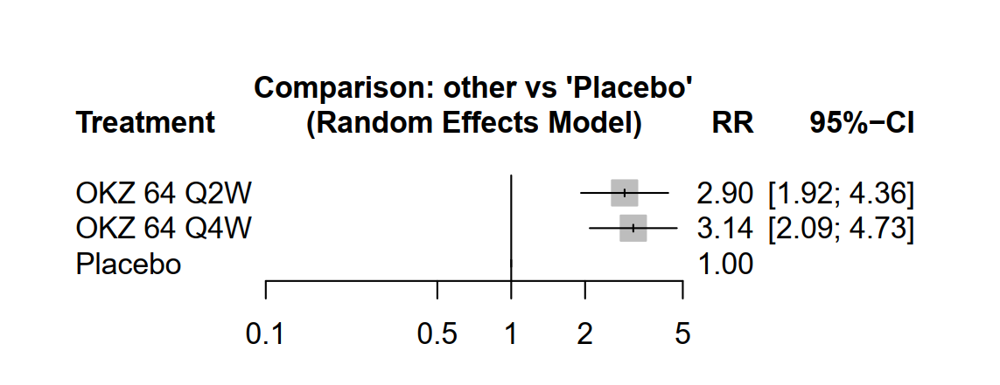 Comparison: other vs 'Placebo'
Treatment (Random Effects Model) RR 95%−CI
OKZ 64 Q2W 2.90 [1.92; 4.36]
OKZ 64 Q4W 3.14 [2.09; 4.73]
Placebo 1.00
0.1 0.5 1 2 5